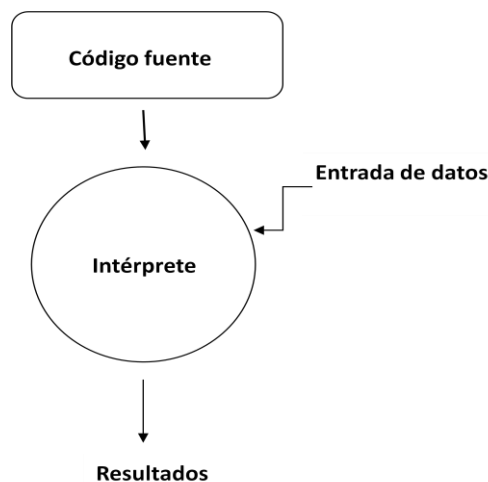 Código fuente
Entrada de datos
Intérprete
Resultados